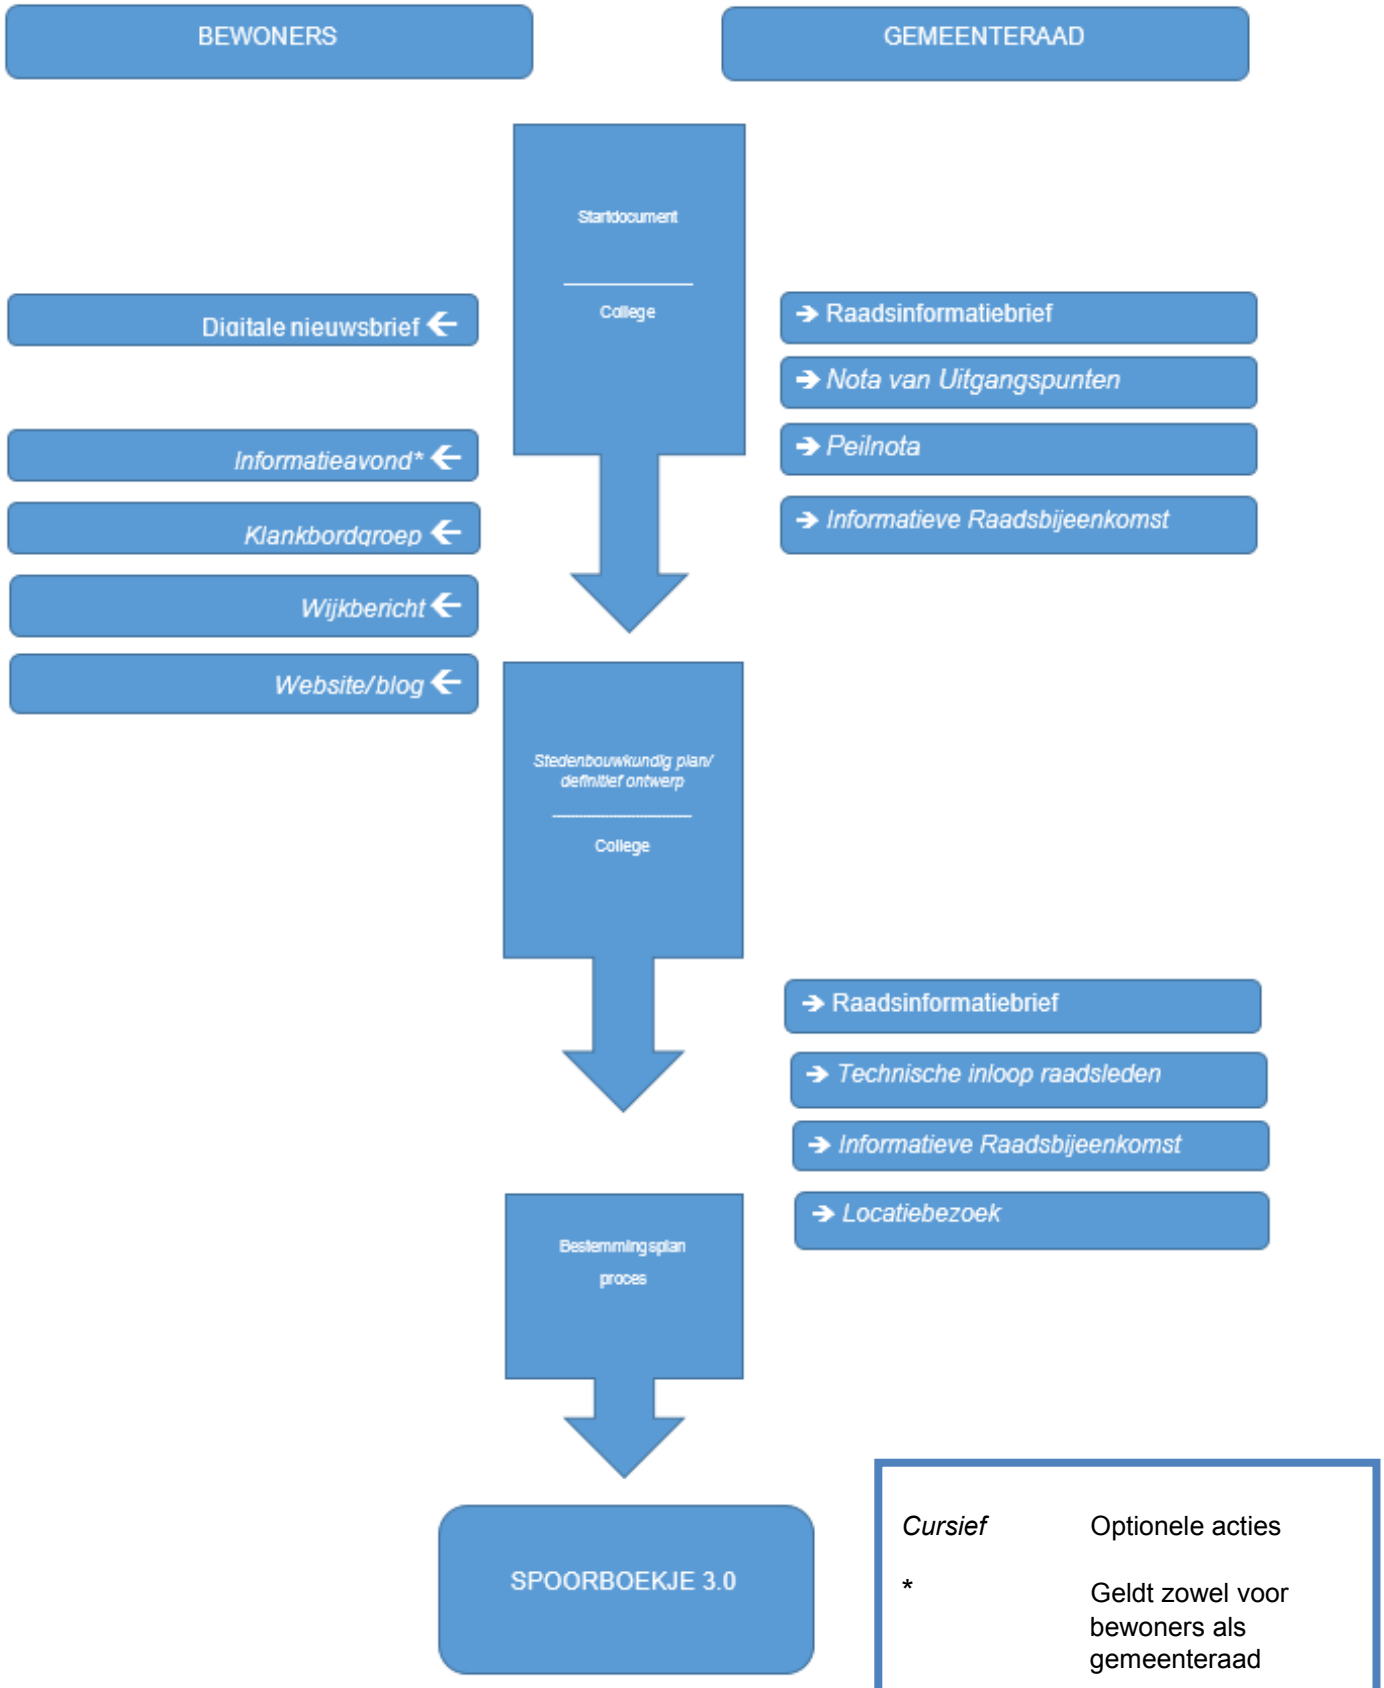 BEWONERS
GEMEENTERAAD
Startdocument
College
Digitale nieuwsbrief ←
→ Raadsinformatiebrief
→ Nota van Uitgangspunten
Informatieavond* ←
→ Peilnota
Klankbordgroep ←
→ Informatieve Raadsbijeenkomst
Wijkbericht ←
Website/blog ←
Stedenbouwkundig plan/
definitief ontwerp
College
→ Raadsinformatiebrief
→ Technische inloop raadsleden
→ Informatieve Raadsbijeenkomst
→ Locatiebezoek
Bestemmingsplan
proces
SPOORBOEKJE 3.0
Cursief Optionele acties
* Geldt zowel voor
bewoners als
gemeenteraad